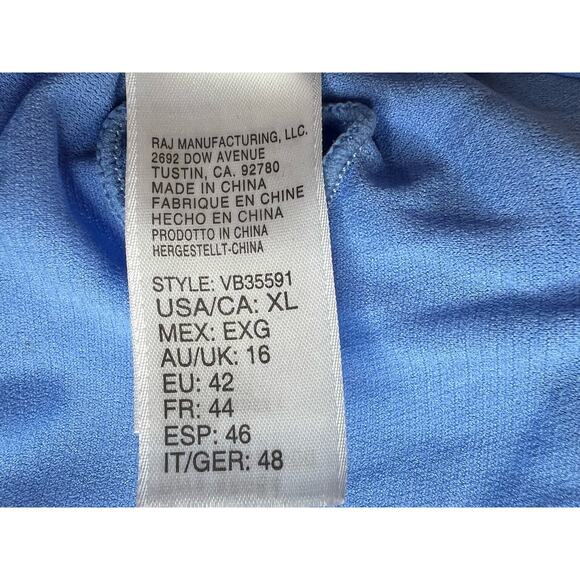 RAJ MANUFACTURING, LLC.
2692 DOW AVENUE
TUSTIN, CA. 92780
MADE IN CHINA
FABRIQUE EN CHINE
HECHO EN CHINA
PRODOTTO IN CHINA
HERGESTELLT-CHINA
STYLE: VB35591
USA/CA: XL
MEX: EXG
AU/UK: 16
EU: 42
FR: 44
ESP: 46
IT/GER: 48